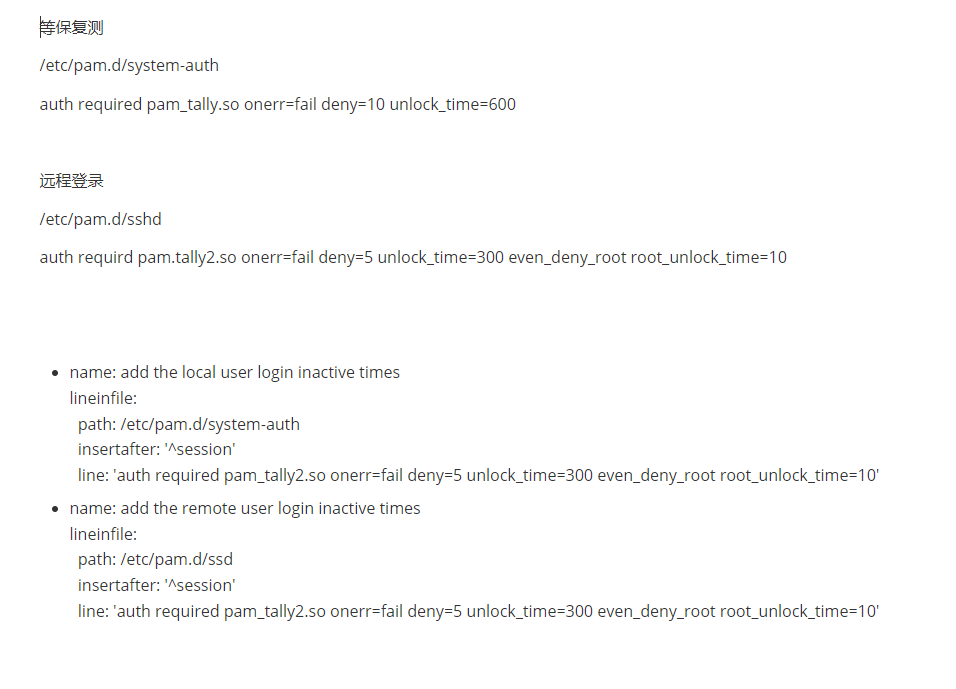 等保复测
/etc/pam.d/system-auth
auth required pam_tally.so onerr=fail deny=10 unlock_time=600
远程登录
/etc/pam.d/sshd
auth requird pam.tally2.so onerr=fail deny=5 unlock_time=300 even_deny_root root_unlock_time=10
• name: add the local user login inactive times
lineinfile:
path: /etc/pam.d/system-auth
insertafter: '^session'
line: 'auth required pam_tally2.so onerr=fail deny=5 unlock_time=300 even_deny_root root_unlock_time=10'
• name: add the remote user login inactive times
lineinfile:
path: /etc/pam.d/ssd
insertafter: '^session'
line: 'auth required pam_tally2.so onerr=fail deny=5 unlock_time=300 even_deny_root root_unlock_time=10'